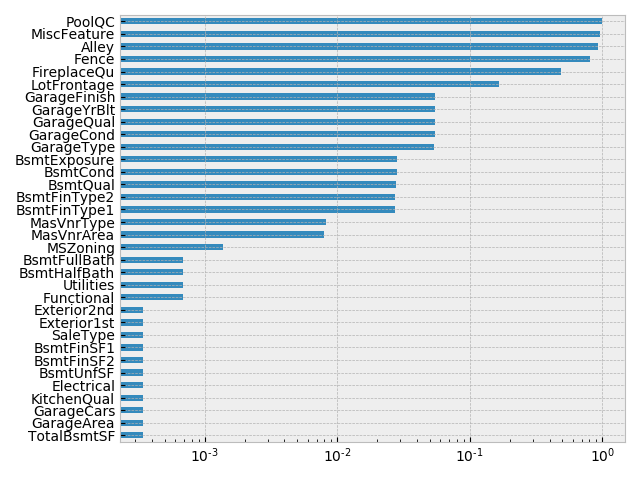 PoolQC
MiscFeature
Alley
Fence
FireplaceQu
LotFrontage
GarageFinish
GarageYrBlt
GarageQual
GarageCond
GarageType
BsmtExposure
BsmtCond
BsmtQual
BsmtFinType2
BsmtFinType1
MasVnrType
MasVnrArea
MSZoning
BsmtFullBath
BsmtHalfBath
Utilities
Functional
Exterior2nd
Exterior1st
SaleType
BsmtFinSF1
BsmtFinSF2
BsmtUnfSF
Electrical
KitchenQual
GarageCars
GarageArea
TotalBsmtSF
10⁻³ 10⁻² 10⁻¹ 10⁰